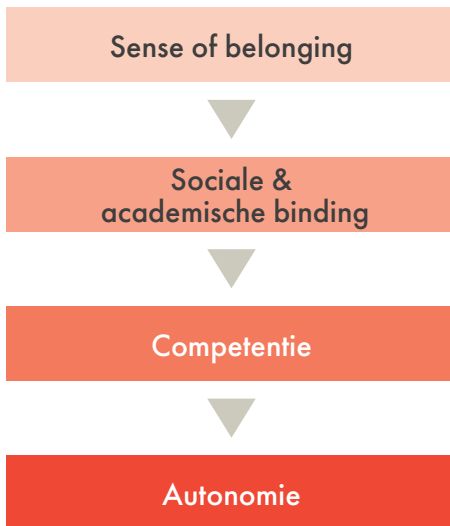 Sense of belonging
Sociale &
academische binding
Competentie
Autonomie